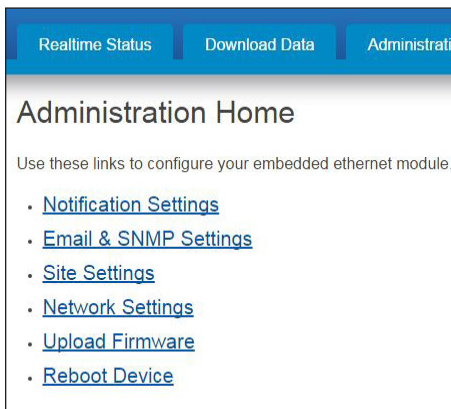 Realtime Status
Download Data
Administrati
Administration Home
Use these links to configure your embedded ethernet module.
Notification Settings
Email & SNMP Settings
Site Settings
Network Settings
Upload Firmware
Reboot Device